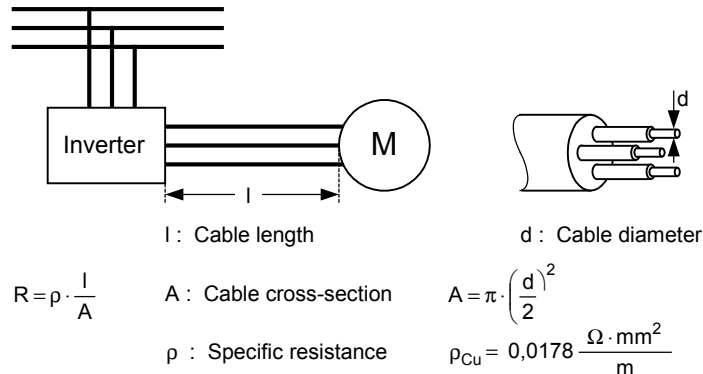 Inverter
M
d
l
l : Cable length
d : Cable diameter
R = ρ · l/A
A : Cable cross-section
A = π · (d/2)²
ρ : Specific resistance
ρCu = 0,0178 Ω · mm²/m